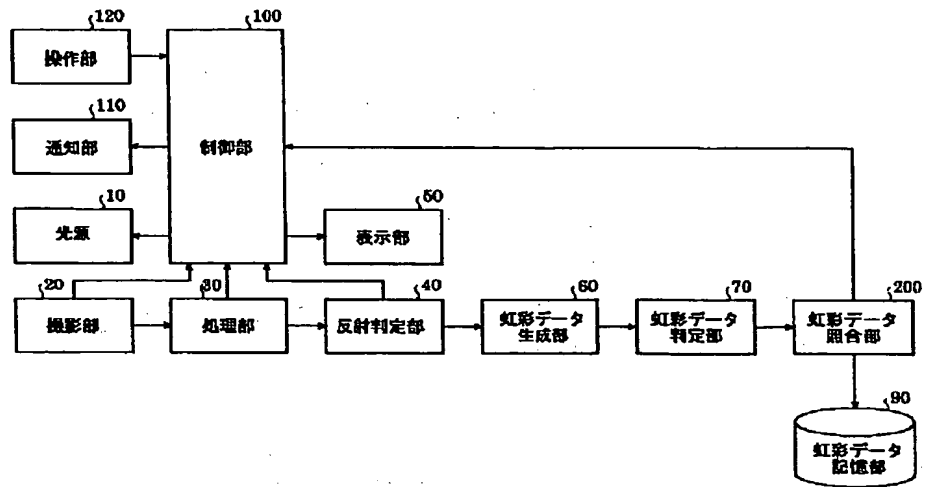 120
操作部
100
制御部
110
通知部
10
光源
50
表示部
20
撮影部
30
処理部
40
反射判定部
60
虹彩データ
生成部
70
虹彩データ
判定部
200
虹彩データ
照合部
90
虹彩データ
記憶部